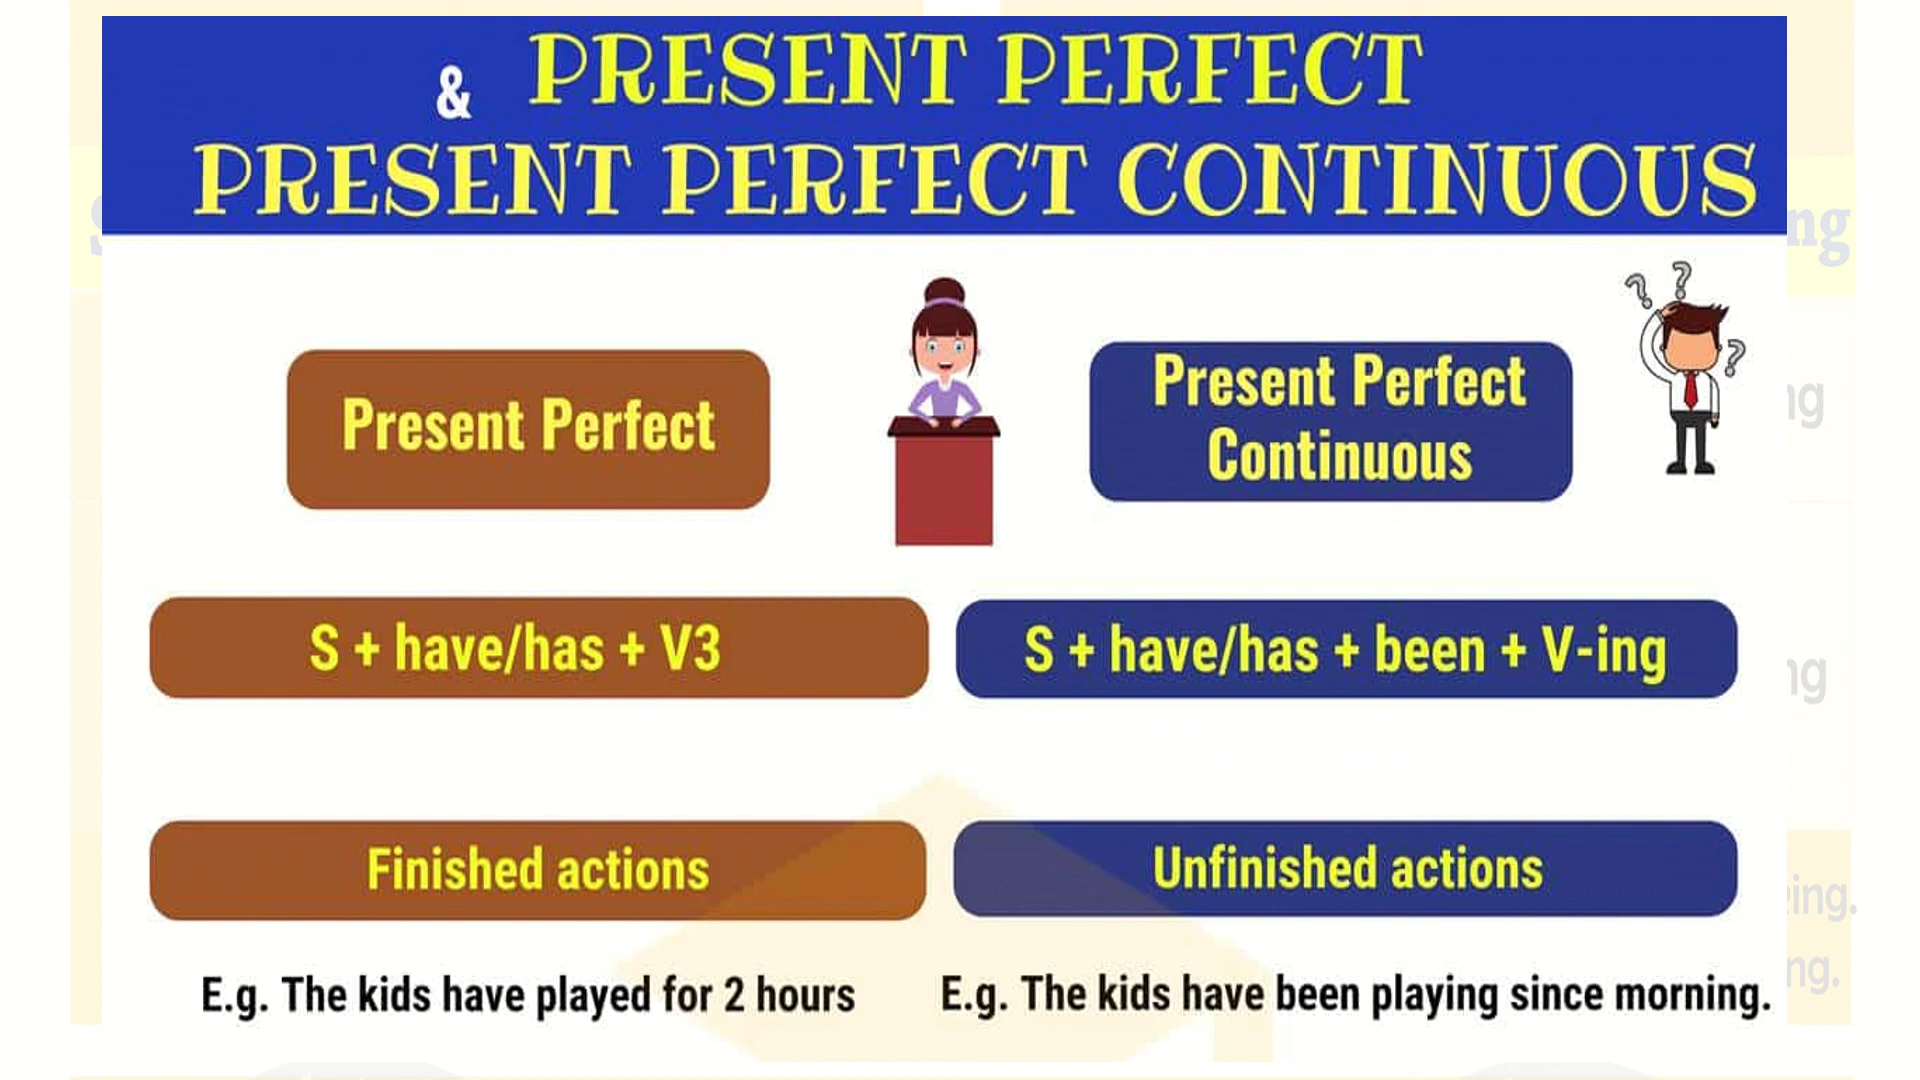 & PRESENT PERFECT
PRESENT PERFECT CONTINUOUS
Present Perfect
Present Perfect
Continuous
S + have/has + V3
S + have/has + been + V-ing
Finished actions
Unfinished actions
E.g. The kids have played for 2 hours
E.g. The kids have been playing since morning.